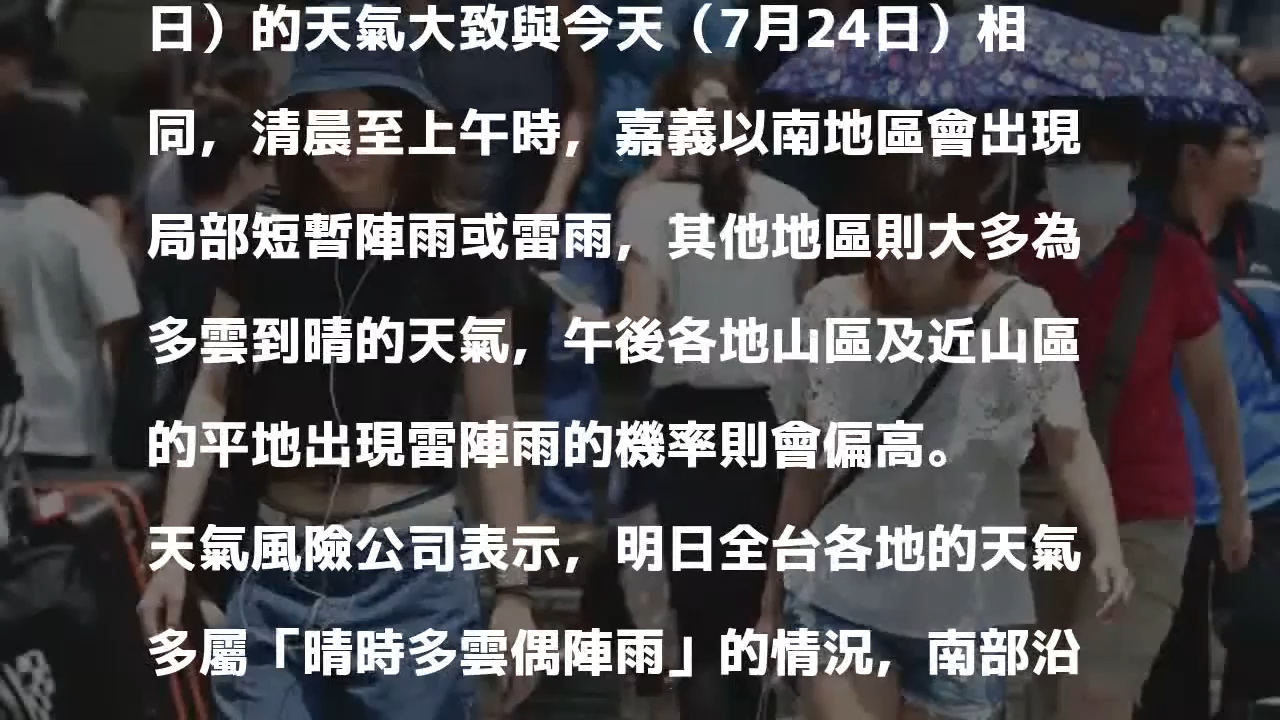 日）的天氣大致與今天（7月24日）相
同，清晨至上午時，嘉義以南地區會出現
局部短暫陣雨或雷雨，其他地區則大多為
多雲到晴的天氣，午後各地山區及近山區
的平地出現雷陣雨的機率則會偏高。
天氣風險公司表示，明日全台各地的天氣
多屬「晴時多雲偶陣雨」的情況，南部沿